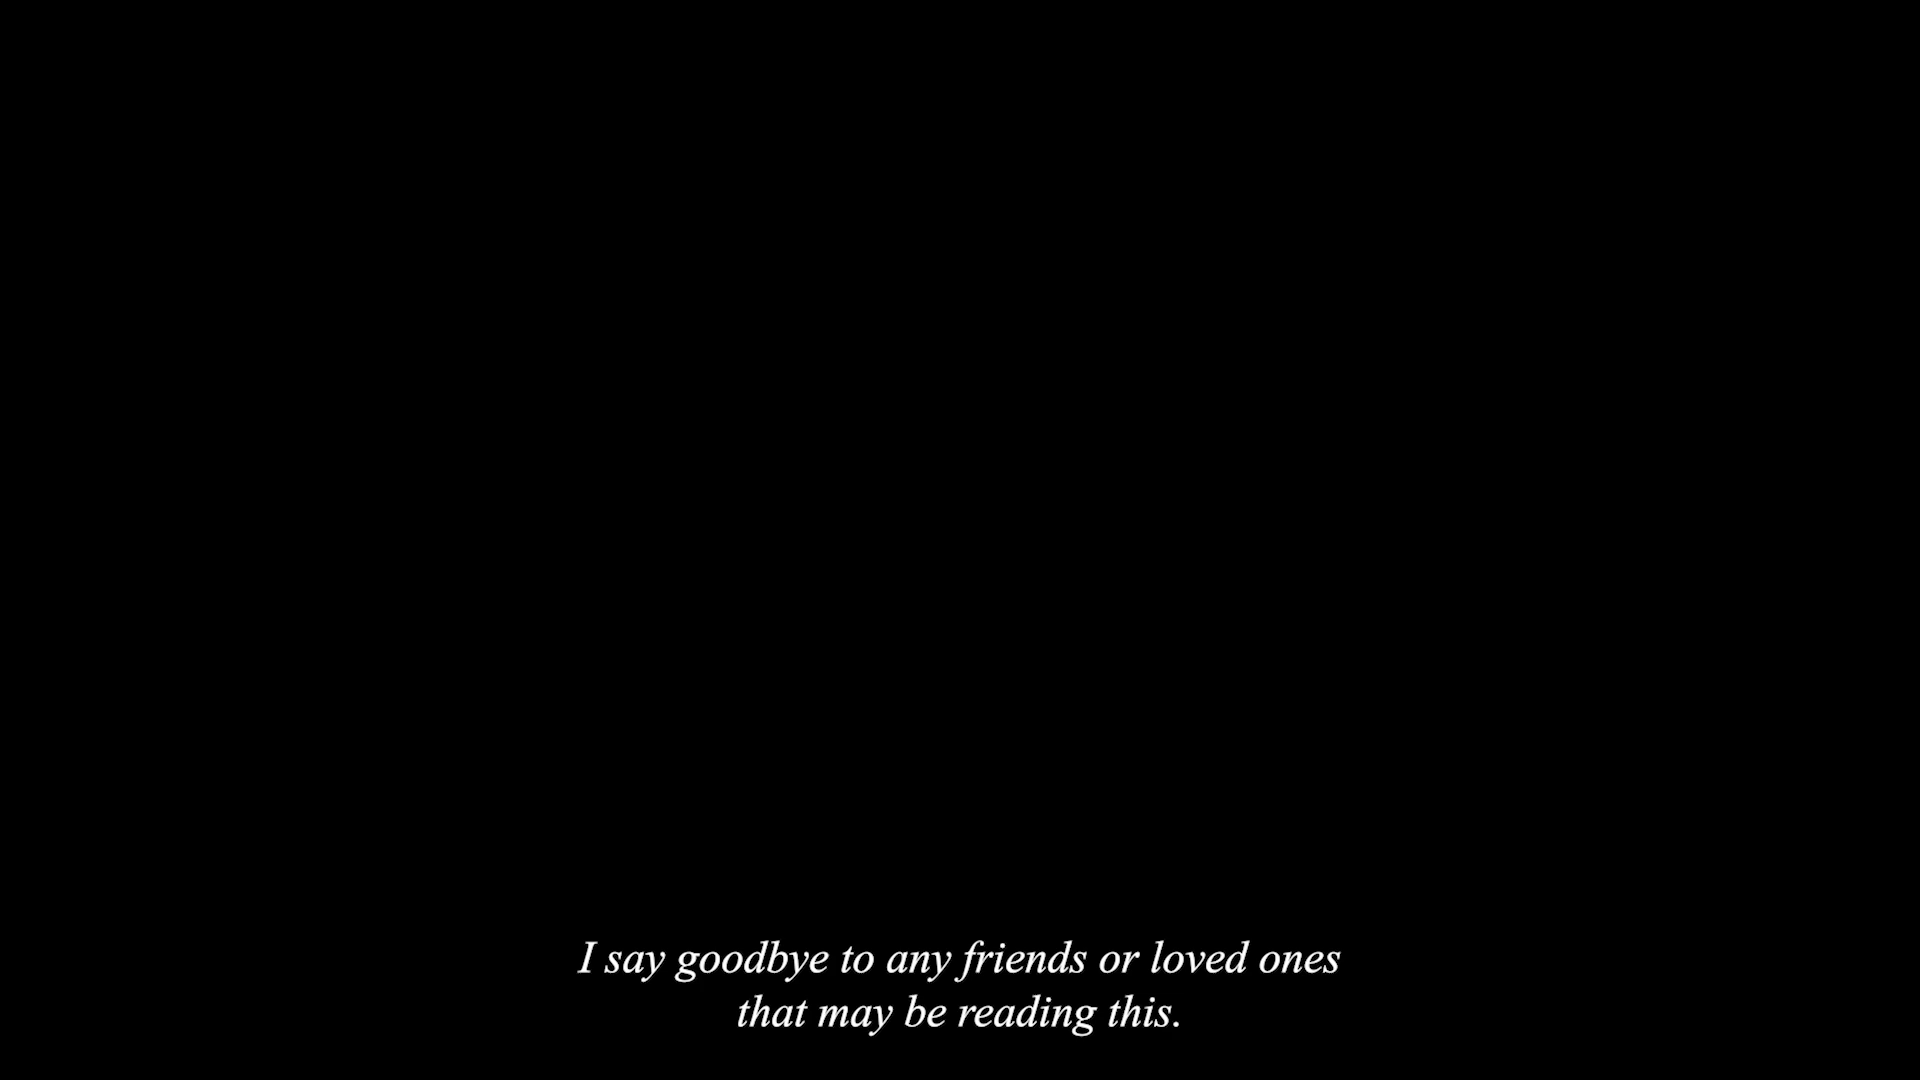 I say goodbye to any friends or loved ones
that may be reading this.